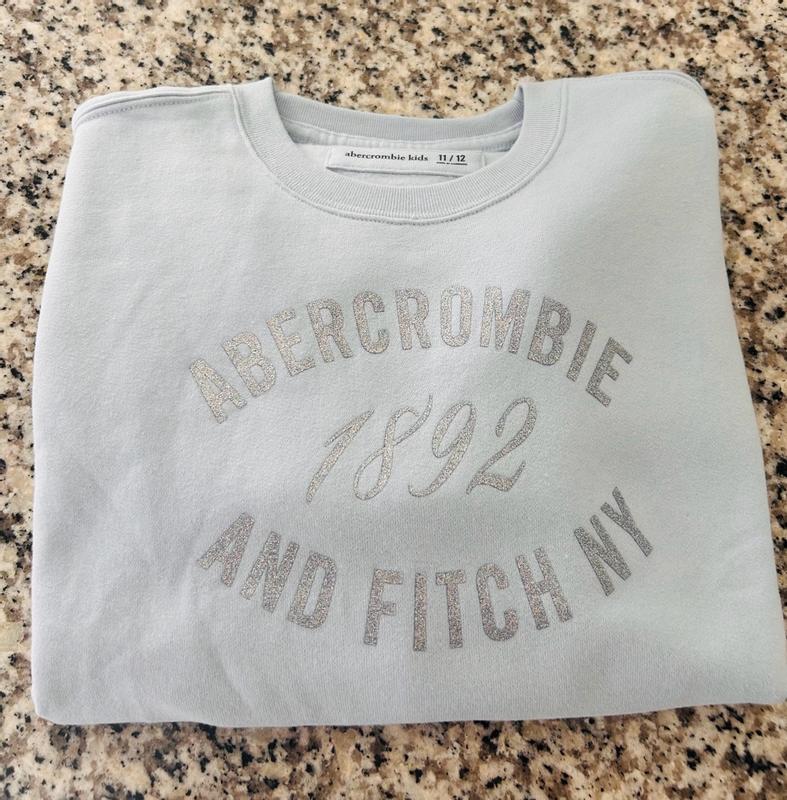 abercrombie kids 11 / 12
ABERCROMBIE
1892
AND FITCH NY